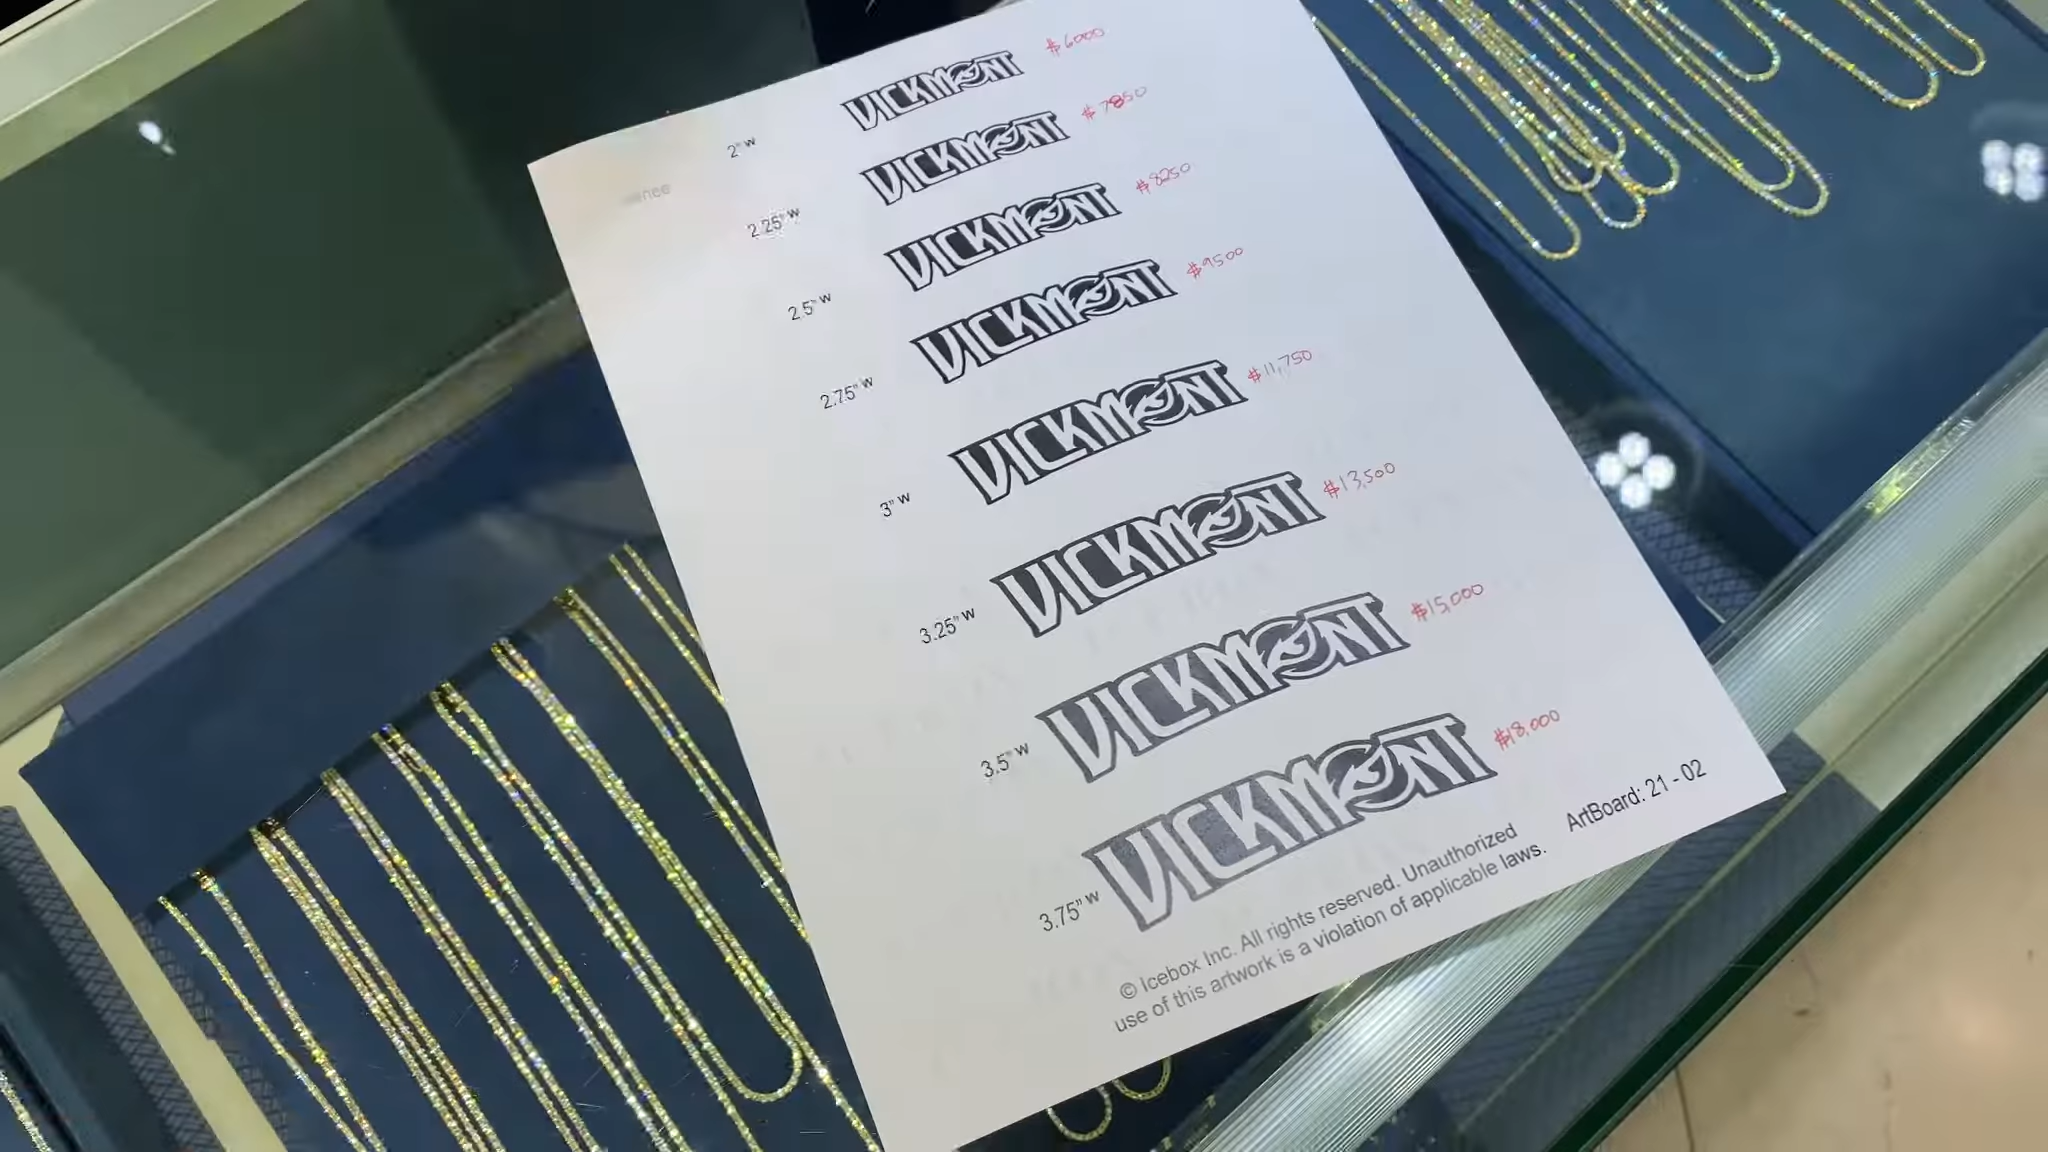 2" W VICKMONT $6000
2.25" W VICKMONT $7850
2.5" W VICKMONT $8250
2.75" W VICKMONT $9500
3" W VICKMONT $11,750
3.25" W VICKMONT $13,500
3.5" W VICKMONT $15,000
3.75" W VICKMONT $18,000
© Icebox Inc. All rights reserved. Unauthorized
use of this artwork is a violation of applicable laws.
ArtBoard: 21 - 02